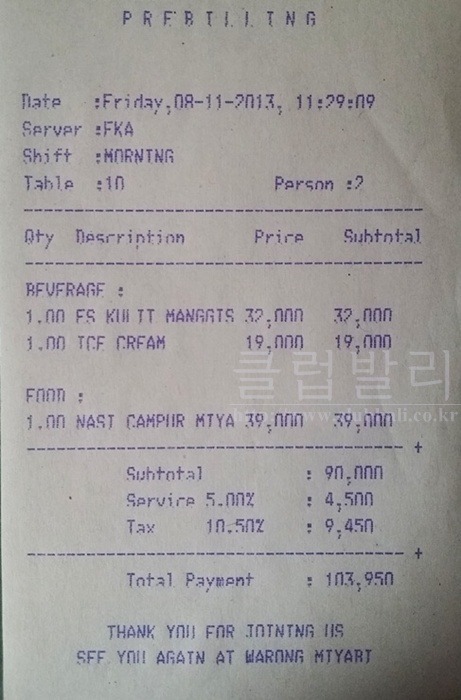 PREBILLING
Date :Friday,08-11-2013, 11:29:09
Server :EKA
Shift :MORNING
Table :10 Person :2
Qty Description Price Subtotal
BEVERAGE :
1.00 ES KULIT MANGGIS 32,000 32,000
1.00 ICE CREAM 19,000 19,000
클럽발리
FOOD :
1.00 NASI CAMPUR MIYA 39,000 39,000
+
Subtotal : 90,000
Service 5.00% : 4,500
Tax 10.50% : 9,450
+
Total Payment : 103,950
THANK YOU FOR JOINING US
SEE YOU AGAIN AT WARONG MIYABI